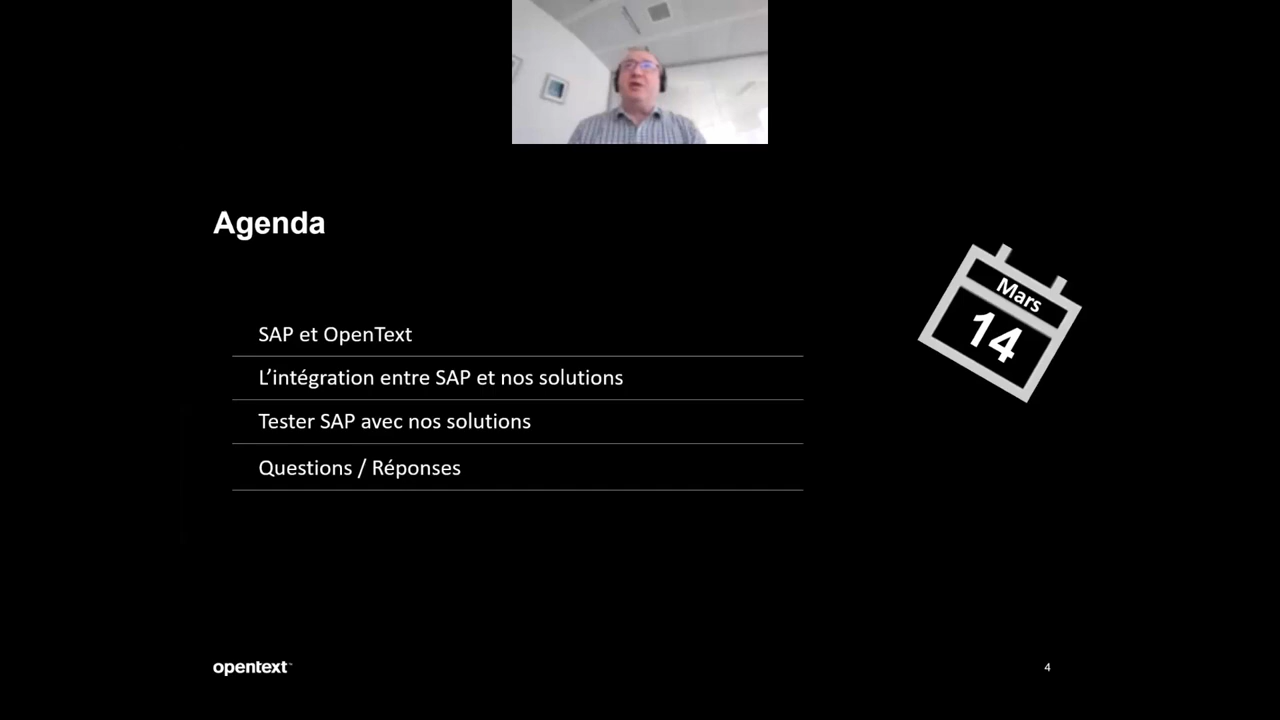 Agenda
Mars
14
SAP et OpenText
L’intégration entre SAP et nos solutions
Tester SAP avec nos solutions
Questions / Réponses
opentext™
4